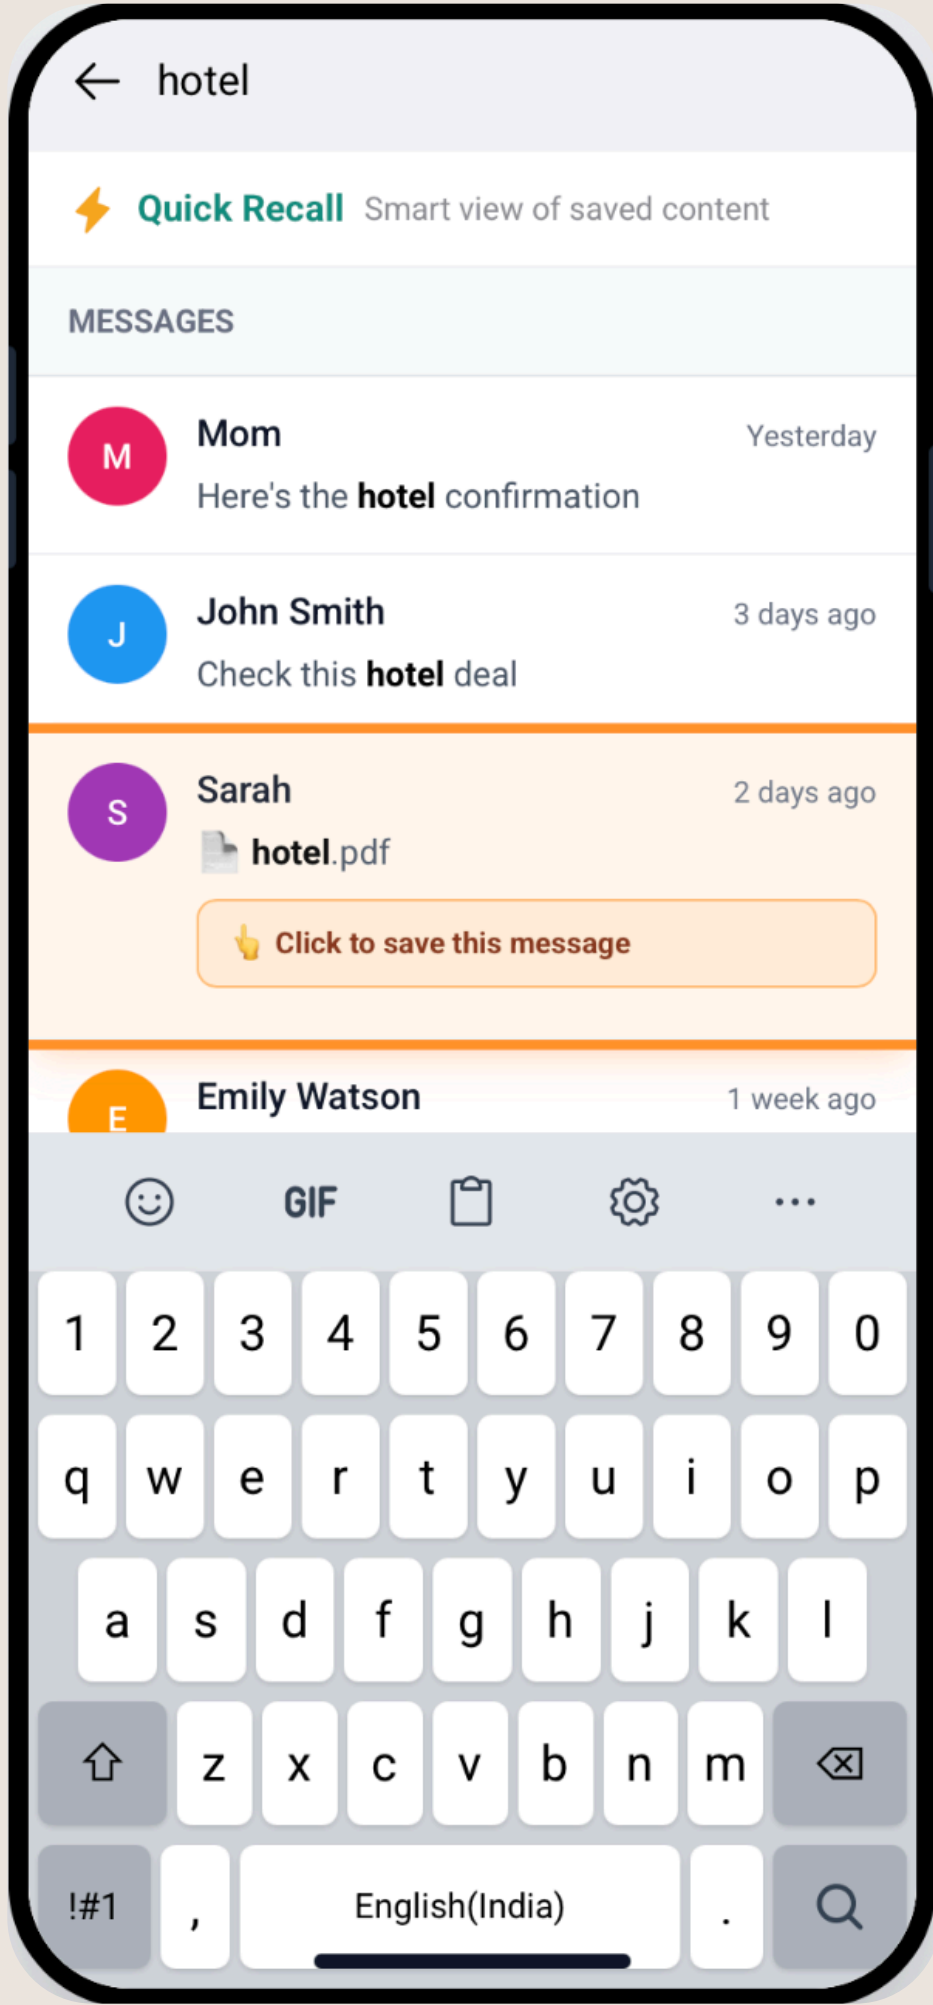 hotel
Quick Recall Smart view of saved content
MESSAGES
M
Mom
Yesterday
Here's the hotel confirmation
J
John Smith
3 days ago
Check this hotel deal
S
Sarah
2 days ago
hotel.pdf
Click to save this message
E
Emily Watson
1 week ago
GIF
1 2 3 4 5 6 7 8 9 0
q w e r t y u i o p
a s d f g h j k l
z x c v b n m
!#1 , English(India) .